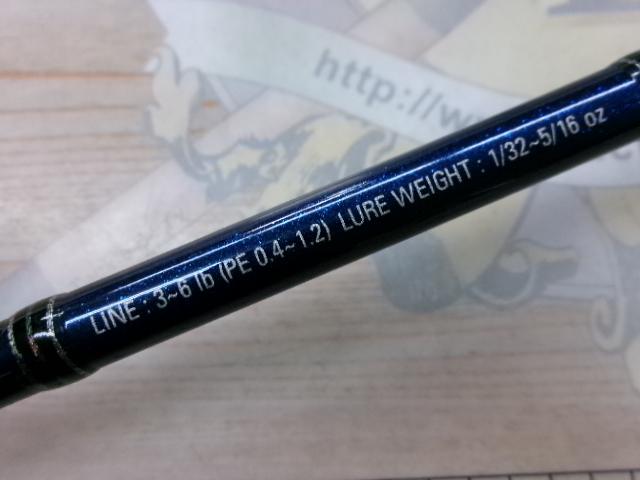 http://w
LINE : 3~6 lb (PE 0.4~1.2) LURE WEIGHT : 1/32~5/16 oz